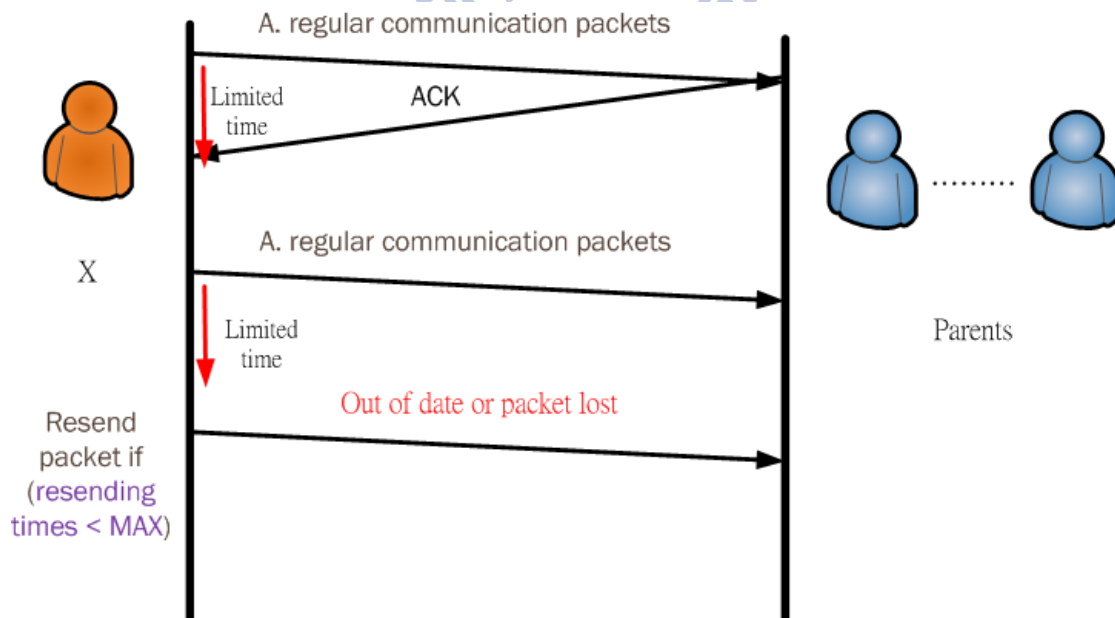 A. regular communication packets
Limited
time
ACK
X
A. regular communication packets
Limited
time
Parents
Out of date or packet lost
Resend
packet if
(resending
times < MAX)